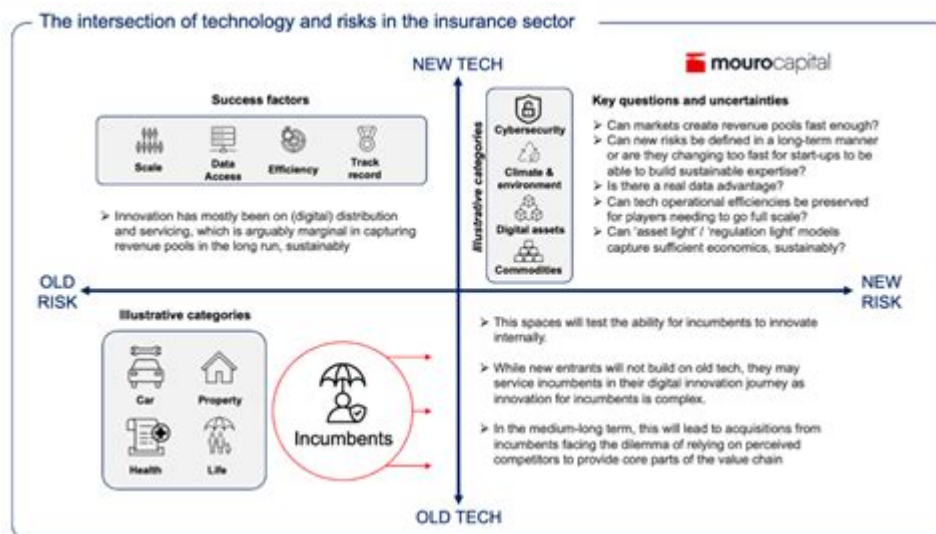 The intersection of technology and risks in the insurance sector
NEW TECH
mourocapital
Success factors
Scale
Data
Access
Efficiency
Track
record
➢ Innovation has mostly been on (digital) distribution
and servicing, which is arguably marginal in capturing
revenue pools in the long run, sustainably
Illustrative categories
Cybersecurity
Climate &
environment
Digital assets
Commodities
Key questions and uncertainties
➢ Can markets create revenue pools fast enough?
➢ Can new risks be defined in a long-term manner
or are they changing too fast for start-ups to be
able to build sustainable expertise?
➢ Is there a real data advantage?
➢ Can tech operational efficiencies be preserved
for players needing to go full scale?
➢ Can 'asset light' / 'regulation light' models
capture sufficient economics, sustainably?
OLD
RISK
NEW
RISK
Illustrative categories
Car
Property
Health
Life
Incumbents
➢ This spaces will test the ability for incumbents to innovate
internally.
➢ While new entrants will not build on old tech, they may
service incumbents in their digital innovation journey as
innovation for incumbents is complex.
➢ In the medium-long term, this will lead to acquisitions from
incumbents facing the dilemma of relying on perceived
competitors to provide core parts of the value chain
OLD TECH